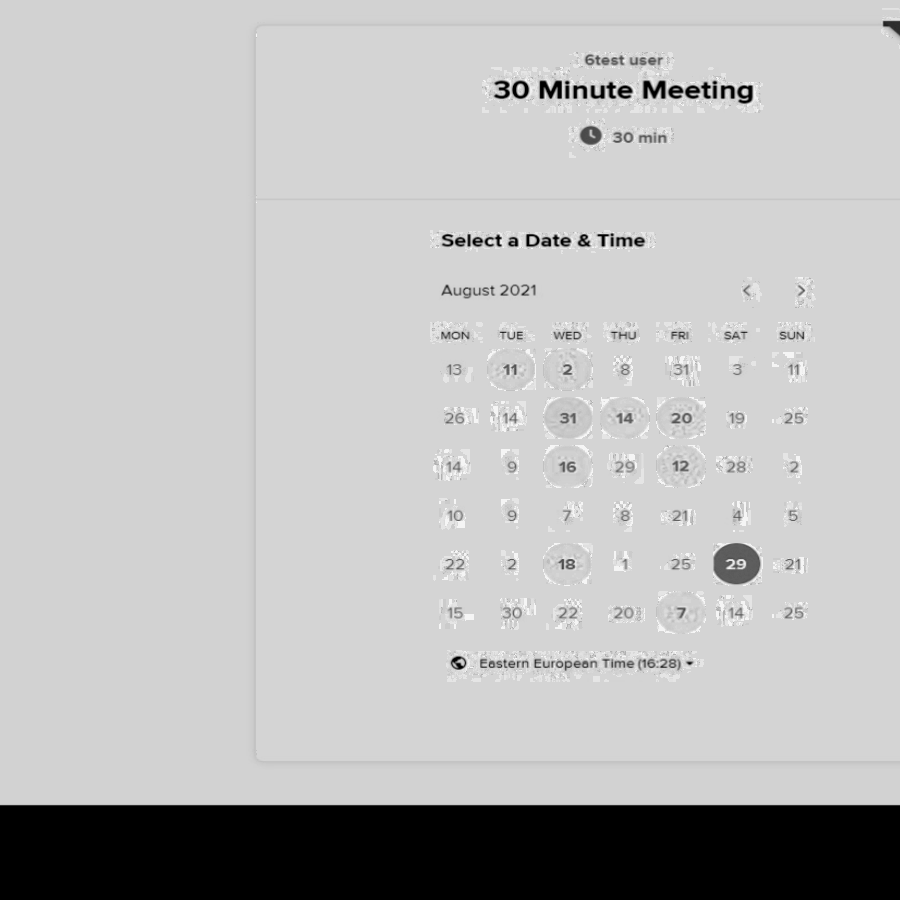 6test user
30 Minute Meeting
30 min
Select a Date & Time
August 2021
MON TUE WED THU FRI SAT SUN
13 11 2 8 31 3 11
26 14 31 14 20 19 25
14 9 16 29 12 28 2
10 9 7 8 21 4 5
22 2 18 1 25 29 21
15 30 22 20 7 14 25
Eastern European Time (16:28)